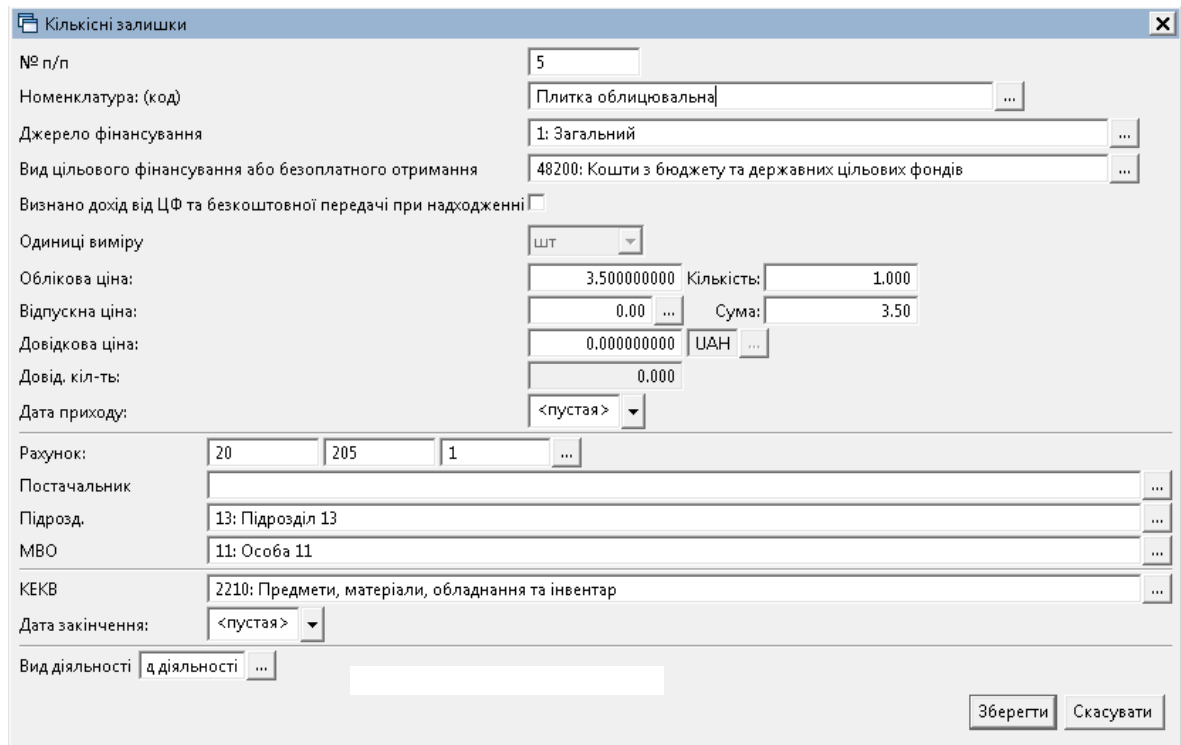 Кількісні залишки
№ п/п 5
Номенклатура: (код) Плитка облицювальна ...
Джерело фінансування 1: Загальний ...
Вид цільового фінансування або безоплатного отримання 48200: Кошти з бюджету та державних цільових фондів ...
Визнано дохід від ЦФ та безкоштовної передачі при надходженні
Одиниці виміру шт
Облікова ціна: 3.500000000 Кількість: 1.000
Відпускна ціна: 0.00 ... Сума: 3.50
Довідкова ціна: 0.000000000 UAH ...
Довід. кіл-ть: 0.000
Дата приходу: <пустая>
Рахунок: 20 205 1 ...
Постачальник ...
Підрозд. 13: Підрозділ 13 ...
МВО 11: Особа 11 ...
КЕКВ 2210: Предмети, матеріали, обладнання та інвентар ...
Дата закінчення: <пустая>
Вид діяльності д діяльності ...
Зберегти Скасувати